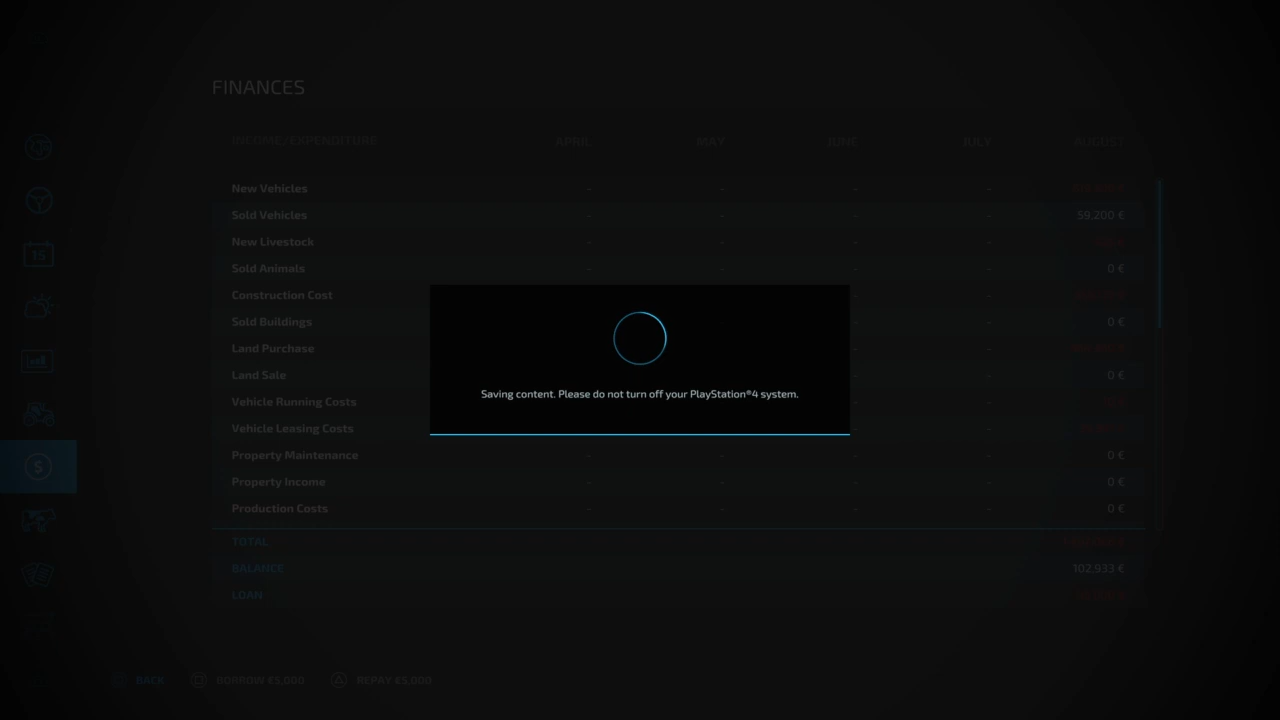 FINANCES
INCOME/EXPENDITURE APRIL MAY JUNE JULY AUGUST
New Vehicles - - - -
Sold Vehicles - - - - 59,200 €
New Livestock - - - -
Sold Animals - - - - 0 €
Construction Cost -
Sold Buildings - 0 €
Land Purchase -
Land Sale - 0 €
Vehicle Running Costs -
Vehicle Leasing Costs -
Property Maintenance - - - - 0 €
Property Income - - - - 0 €
Production Costs - - - - 0 €
TOTAL
BALANCE 102,933 €
LOAN
Saving content. Please do not turn off your PlayStation®4 system.
15
$
BACK BORROW €5,000 REPAY €5,000